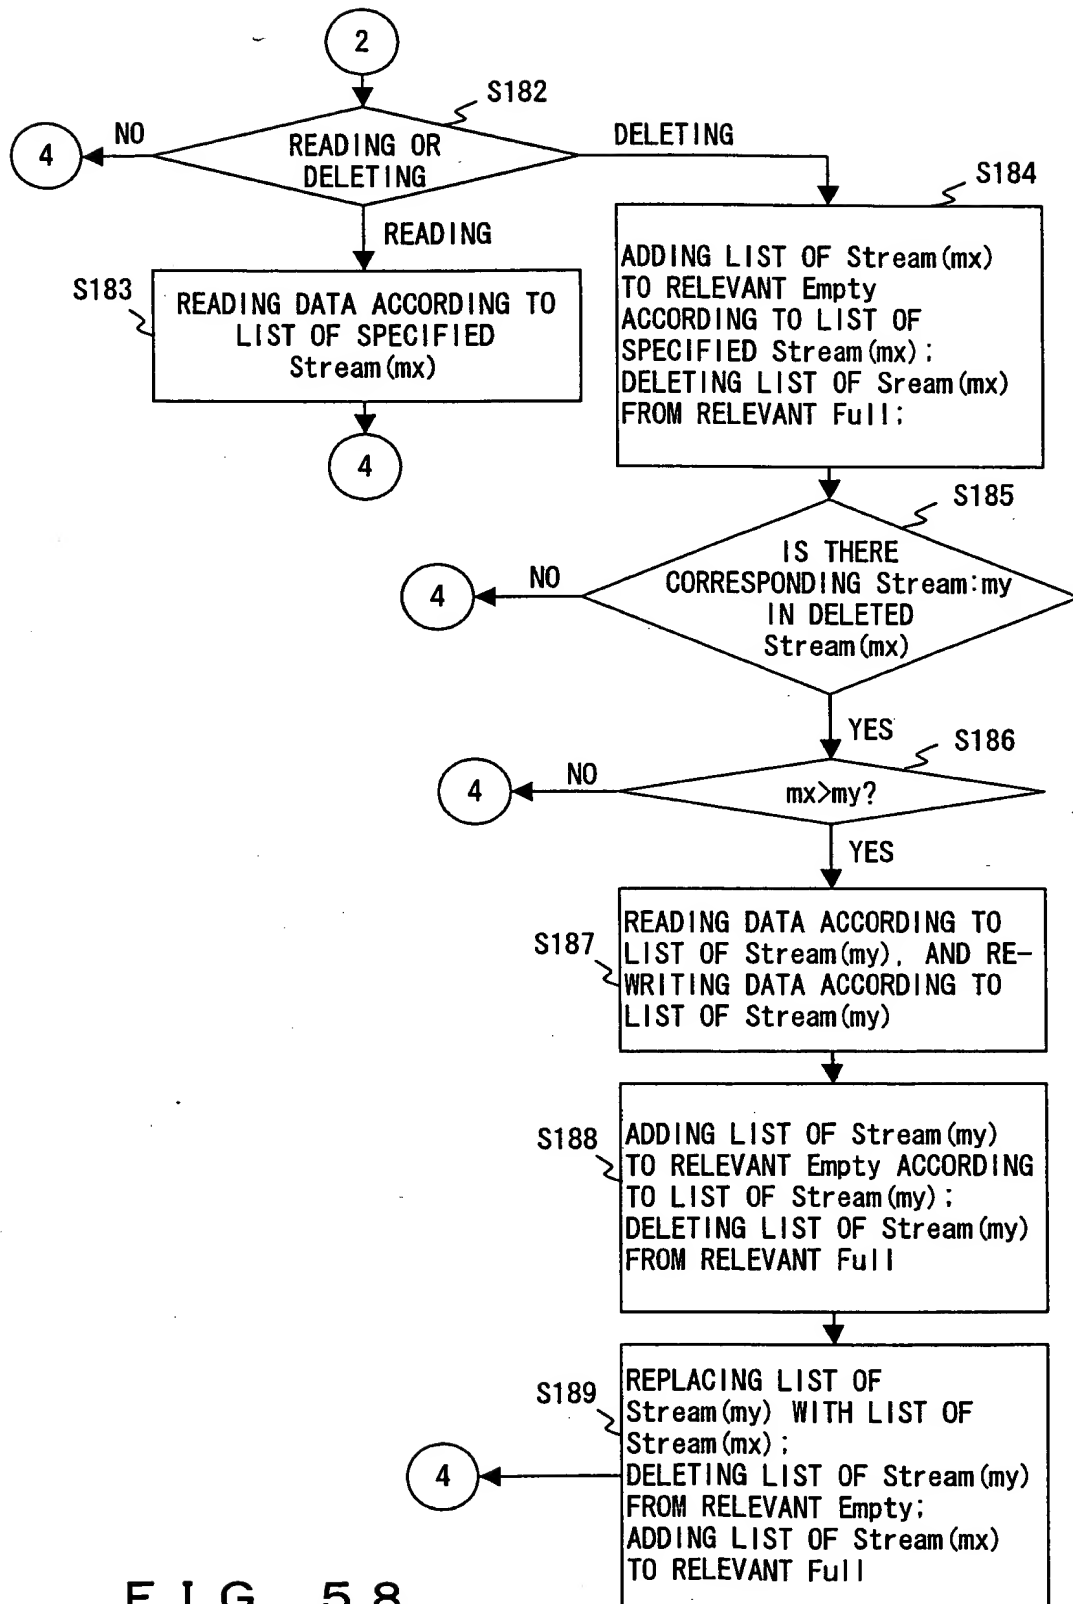 2
S182
NO
4
READING OR
DELETING
DELETING
READING
S184
S183
READING DATA ACCORDING TO
LIST OF SPECIFIED
Stream(mx)
4
ADDING LIST OF Stream(mx)
TO RELEVANT Empty
ACCORDING TO LIST OF
SPECIFIED Stream(mx);
DELETING LIST OF Sream(mx)
FROM RELEVANT Full;
S185
IS THERE
CORRESPONDING Stream:my
IN DELETED
Stream(mx)
NO
4
YES
S186
mx>my?
NO
4
YES
S187
READING DATA ACCORDING TO
LIST OF Stream(my), AND RE-
WRITING DATA ACCORDING TO
LIST OF Stream(my)
S188
ADDING LIST OF Stream(my)
TO RELEVANT Empty ACCORDING
TO LIST OF Stream(my);
DELETING LIST OF Stream(my)
FROM RELEVANT Full
S189
REPLACING LIST OF
Stream(my) WITH LIST OF
Stream(mx);
DELETING LIST OF Stream(my)
FROM RELEVANT Empty;
ADDING LIST OF Stream(mx)
TO RELEVANT Full
4
FIG. 58